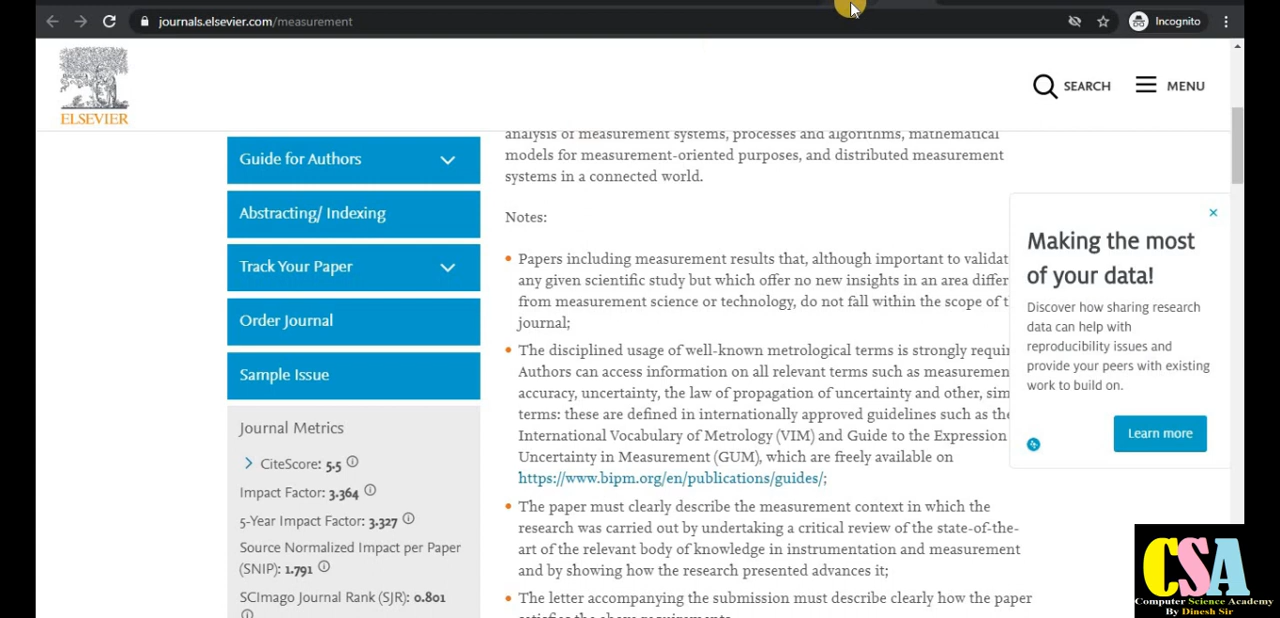 journals.elsevier.com/measurement
Incognito
ELSEVIER
SEARCH
MENU
Guide for Authors
Abstracting/ Indexing
Track Your Paper
Order Journal
Sample Issue
Journal Metrics
CiteScore: 5.5
Impact Factor: 3.364
5-Year Impact Factor: 3.327
Source Normalized Impact per Paper
(SNIP): 1.791
SCImago Journal Rank (SJR): 0.801
analysis of measurement systems, processes and algorithms, mathematical
models for measurement-oriented purposes, and distributed measurement
systems in a connected world.
Notes:
Papers including measurement results that, although important to validat
any given scientific study but which offer no new insights in an area differ
from measurement science or technology, do not fall within the scope of t
journal;
The disciplined usage of well-known metrological terms is strongly requir
Authors can access information on all relevant terms such as measuremen
accuracy, uncertainty, the law of propagation of uncertainty and other, sim
terms: these are defined in internationally approved guidelines such as the
International Vocabulary of Metrology (VIM) and Guide to the Expression
Uncertainty in Measurement (GUM), which are freely available on
https://www.bipm.org/en/publications/guides/;
The paper must clearly describe the measurement context in which the
research was carried out by undertaking a critical review of the state-of-the-
art of the relevant body of knowledge in instrumentation and measurement
and by showing how the research presented advances it;
The letter accompanying the submission must describe clearly how the paper
satisfies the above requirements.
Making the most
of your data!
Discover how sharing research
data can help with
reproducibility issues and
provide your peers with existing
work to build on.
Learn more
CSA
Computer Science Academy
By Dinesh Sir